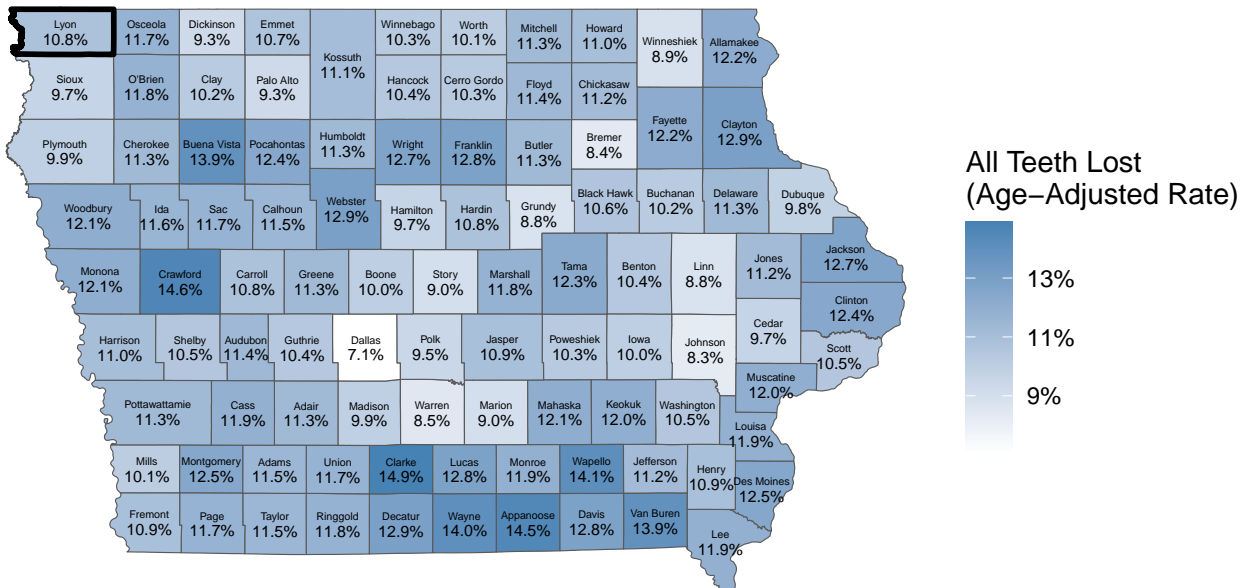 Lyon
10.8%
Osceola
11.7%
Dickinson
9.3%
Emmet
10.7%
Winnebago
10.3%
Worth
10.1%
Mitchell
11.3%
Howard
11.0%
Winneshiek
8.9%
Allamakee
12.2%
Kossuth
11.1%
Sioux
9.7%
O'Brien
11.8%
Clay
10.2%
Palo Alto
9.3%
Hancock
10.4%
Cerro Gordo
10.3%
Floyd
11.4%
Chickasaw
11.2%
Fayette
12.2%
Clayton
12.9%
Plymouth
9.9%
Cherokee
11.3%
Buena Vista
13.9%
Pocahontas
12.4%
Humboldt
11.3%
Wright
12.7%
Franklin
12.8%
Butler
11.3%
Bremer
8.4%
All Teeth Lost
(Age−Adjusted Rate)
13%
11%
9%
Woodbury
12.1%
Ida
11.6%
Sac
11.7%
Calhoun
11.5%
Webster
12.9%
Hamilton
9.7%
Hardin
10.8%
Grundy
8.8%
Black Hawk
10.6%
Buchanan
10.2%
Delaware
11.3%
Dubuque
9.8%
Monona
12.1%
Crawford
14.6%
Carroll
10.8%
Greene
11.3%
Boone
10.0%
Story
9.0%
Marshall
11.8%
Tama
12.3%
Benton
10.4%
Linn
8.8%
Jones
11.2%
Jackson
12.7%
Clinton
12.4%
Harrison
11.0%
Shelby
10.5%
Audubon
11.4%
Guthrie
10.4%
Dallas
7.1%
Polk
9.5%
Jasper
10.9%
Poweshiek
10.3%
Iowa
10.0%
Johnson
8.3%
Cedar
9.7%
Scott
10.5%
Muscatine
12.0%
Pottawattamie
11.3%
Cass
11.9%
Adair
11.3%
Madison
9.9%
Warren
8.5%
Marion
9.0%
Mahaska
12.1%
Keokuk
12.0%
Washington
10.5%
Louisa
11.9%
Mills
10.1%
Montgomery
12.5%
Adams
11.5%
Union
11.7%
Clarke
14.9%
Lucas
12.8%
Monroe
11.9%
Wapello
14.1%
Jefferson
11.2%
Henry
10.9%
Des Moines
12.5%
Fremont
10.9%
Page
11.7%
Taylor
11.5%
Ringgold
11.8%
Decatur
12.9%
Wayne
14.0%
Appanoose
14.5%
Davis
12.8%
Van Buren
13.9%
Lee
11.9%